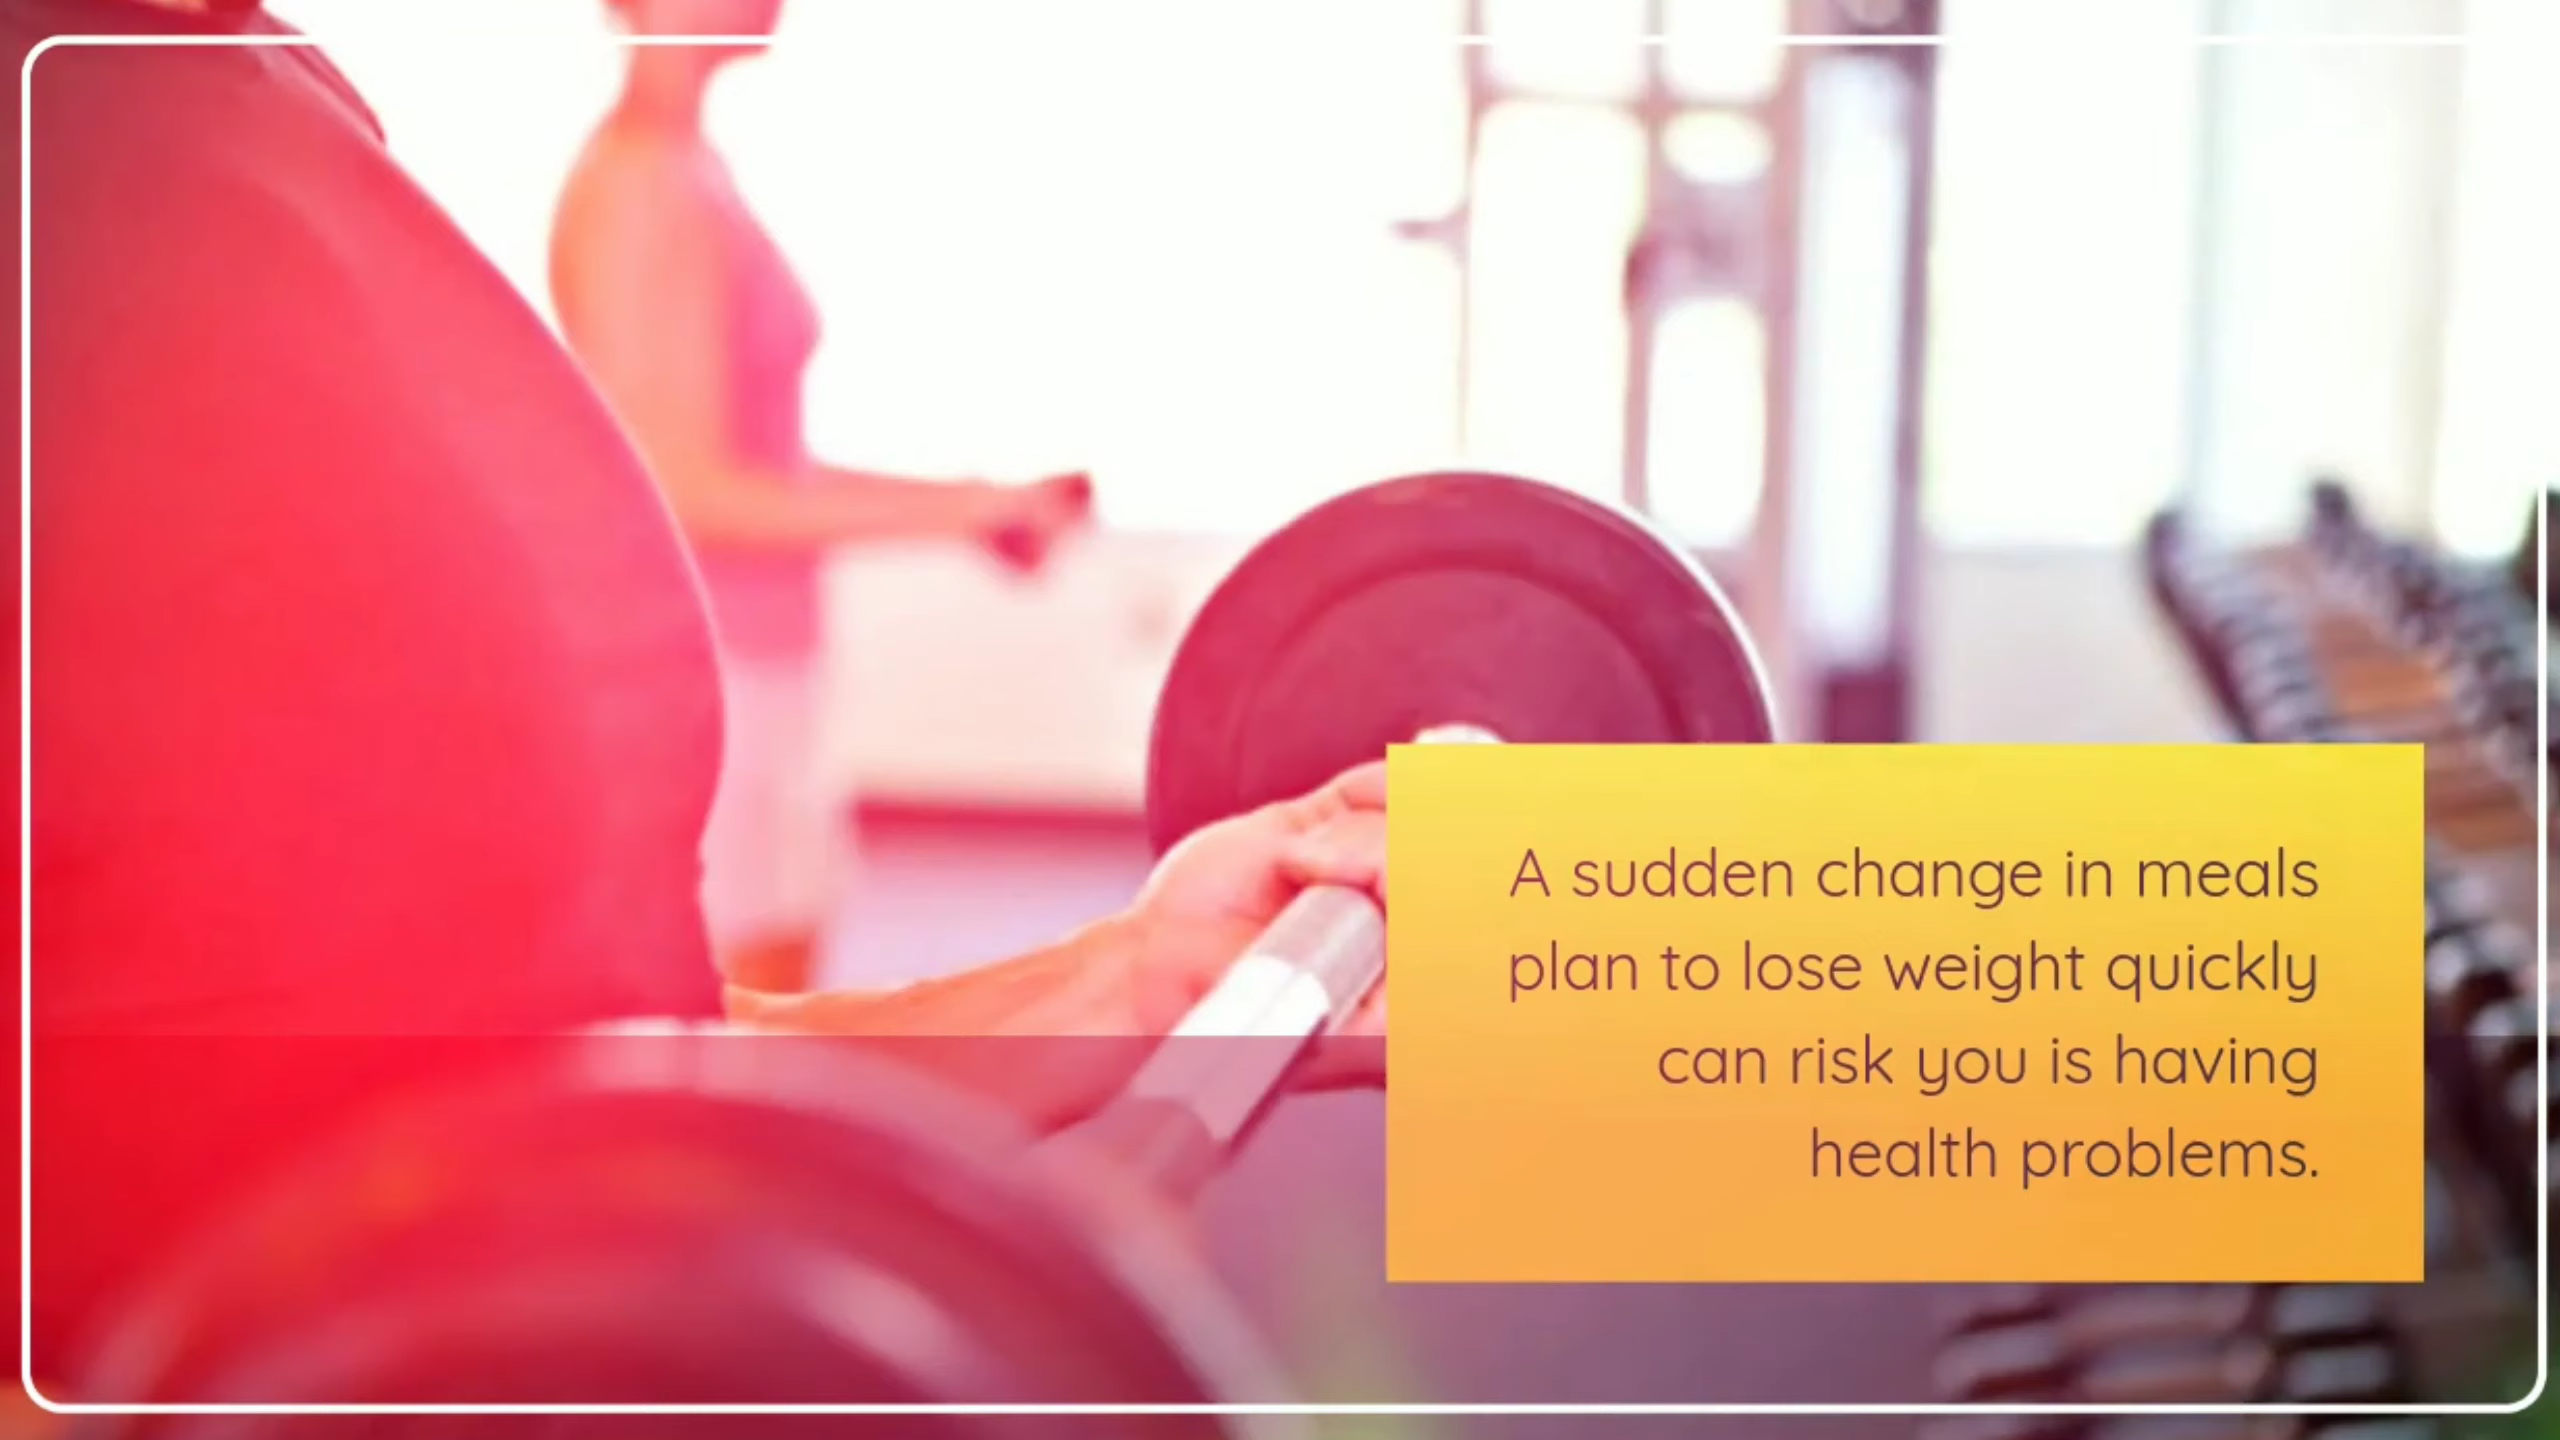 A sudden change in meals
plan to lose weight quickly
can risk you is having
health problems.